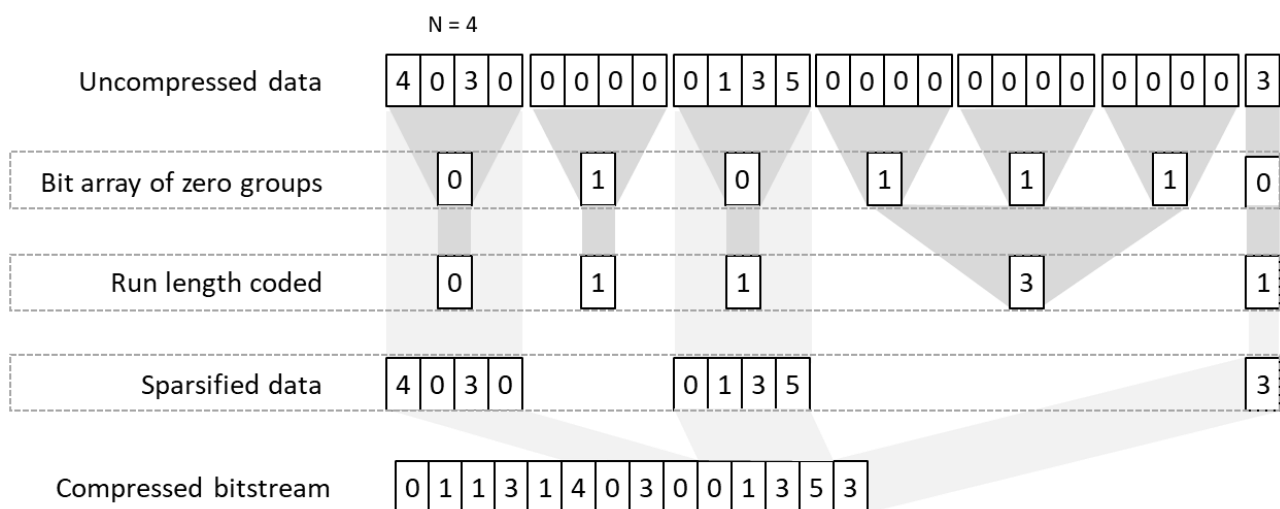 N = 4
Uncompressed data 4 0 3 0 0 0 0 0 0 1 3 5 0 0 0 0 0 0 0 0 0 0 0 0 3
Bit array of zero groups 0 1 0 1 1 1 0
Run length coded 0 1 1 3 1
Sparsified data 4 0 3 0 0 1 3 5 3
Compressed bitstream 0 1 1 3 1 4 0 3 0 0 1 3 5 3